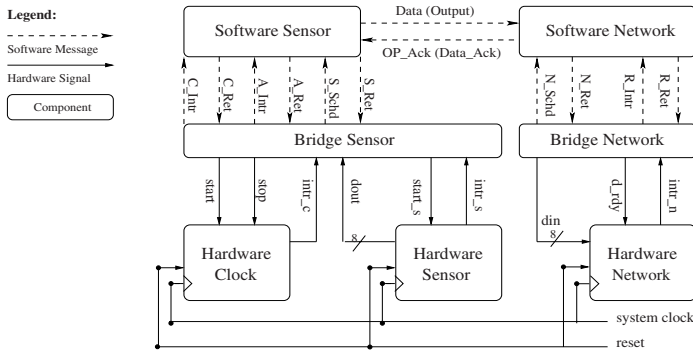 Legend:
Software Message
Hardware Signal
Component
Software Sensor
Data (Output)
OP_Ack (Data_Ack)
Software Network
C_Intr
C_Ret
A_Intr
A_Ret
S_Schd
S_Ret
N_Schd
N_Ret
R_Intr
R_Ret
Bridge Sensor
Bridge Network
start
stop
intr_c
dout
start_s
intr_s
din
d_rdy
intr_n
8
8
Hardware
Clock
Hardware
Sensor
Hardware
Network
system clock
reset